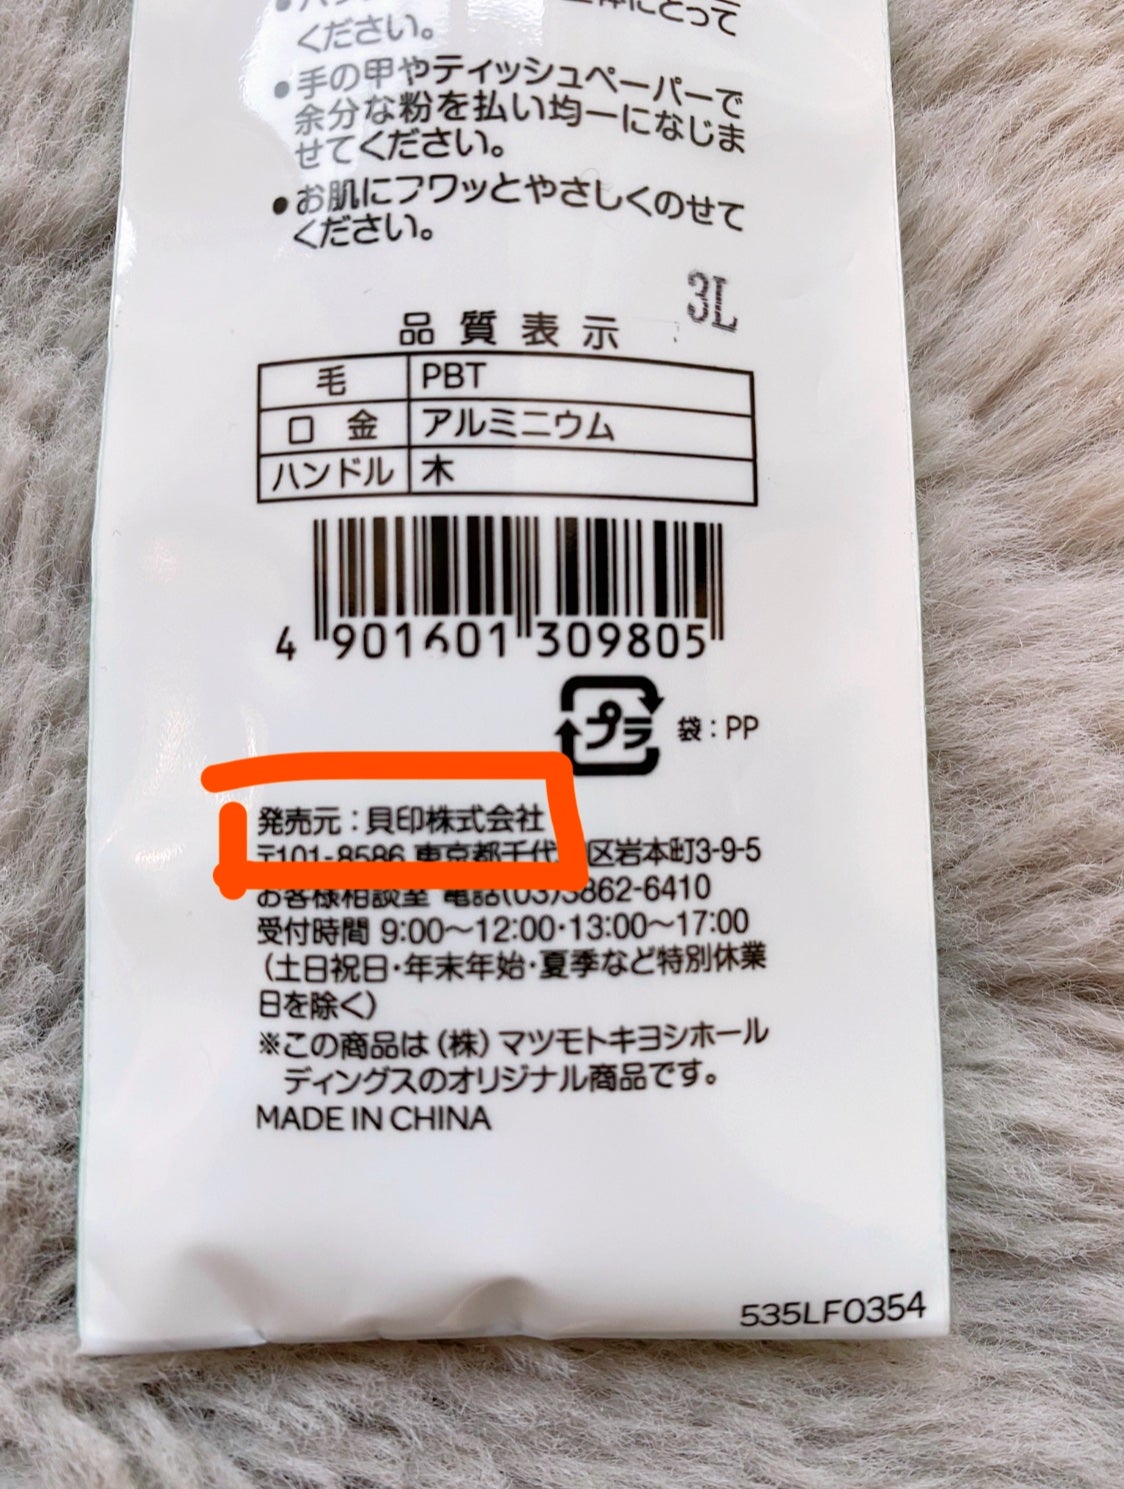 体にとって
ください。
●手の甲やティッシュペーパーで
余分な粉を払い均一になじま
せてください。
●お肌にフワッとやさしくのせて
ください。
3L
品質表示
毛 PBT
口金 アルミニウム
ハンドル 木
4 901601 309805
プラ 袋:PP
発売元:貝印株式会社
〒101-8586 東京都千代 区岩本町3-9-5
お客様相談室 電話(03)3862-6410
受付時間 9:00〜12:00・13:00〜17:00
(土日祝日・年末年始・夏季など特別休業
日を除く)
※この商品は(株)マツモトキヨシホール
ディングスのオリジナル商品です。
MADE IN CHINA
535LF0354